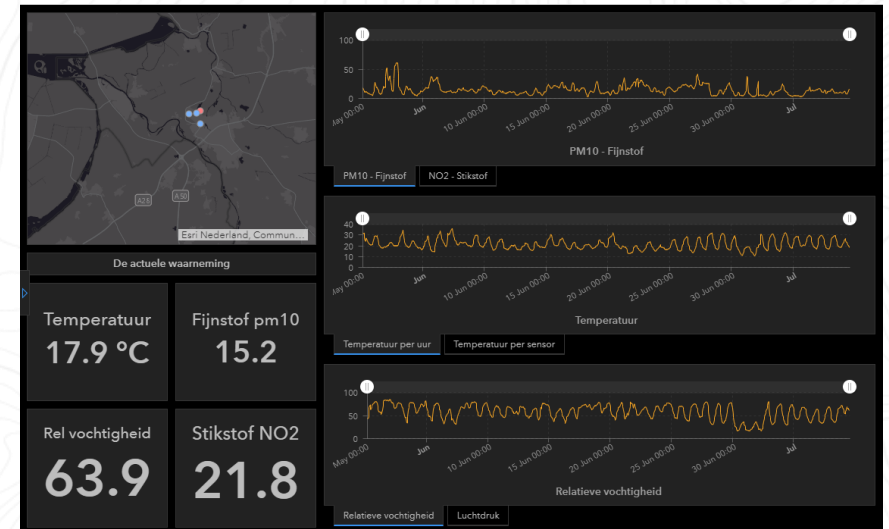 A28
A50
Esri Nederland, Commun...
De actuele waarneming
Temperatuur
17.9 °C
Fijnstof pm10
15.2
Rel vochtigheid
63.9
Stikstof NO2
21.8
100
50
0
May 00:00
Jun
10 Jun 00:00
15 Jun 00:00
20 Jun 00:00
25 Jun 00:00
30 Jun 00:00
Jul
PM10 - Fijnstof
PM10 - Fijnstof
NO2 - Stikstof
40
30
20
10
0
May 00:00
Jun
10 Jun 00:00
15 Jun 00:00
20 Jun 00:00
25 Jun 00:00
30 Jun 00:00
Jul
Temperatuur
Temperatuur per uur
Temperatuur per sensor
100
50
0
May 00:00
Jun
10 Jun 00:00
15 Jun 00:00
20 Jun 00:00
25 Jun 00:00
30 Jun 00:00
Jul
Relatieve vochtigheid
Relatieve vochtigheid
Luchtdruk